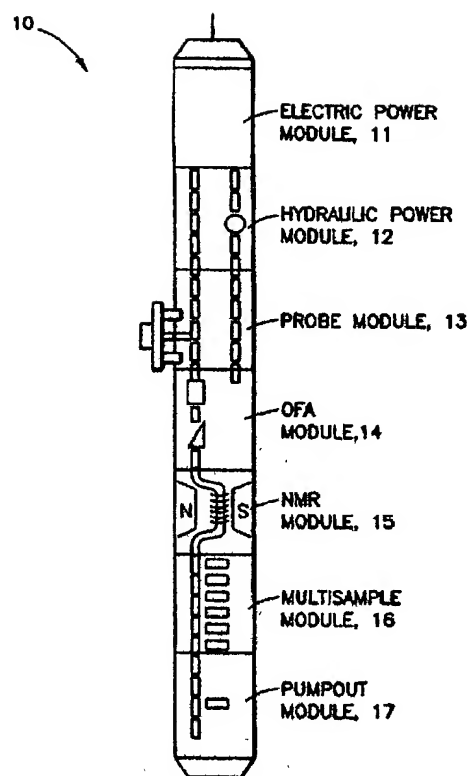 10
ELECTRIC POWER
MODULE, 11
HYDRAULIC POWER
MODULE, 12
PROBE MODULE, 13
OFA
MODULE,14
N
S
NMR
MODULE, 15
MULTISAMPLE
MODULE, 16
PUMPOUT
MODULE, 17